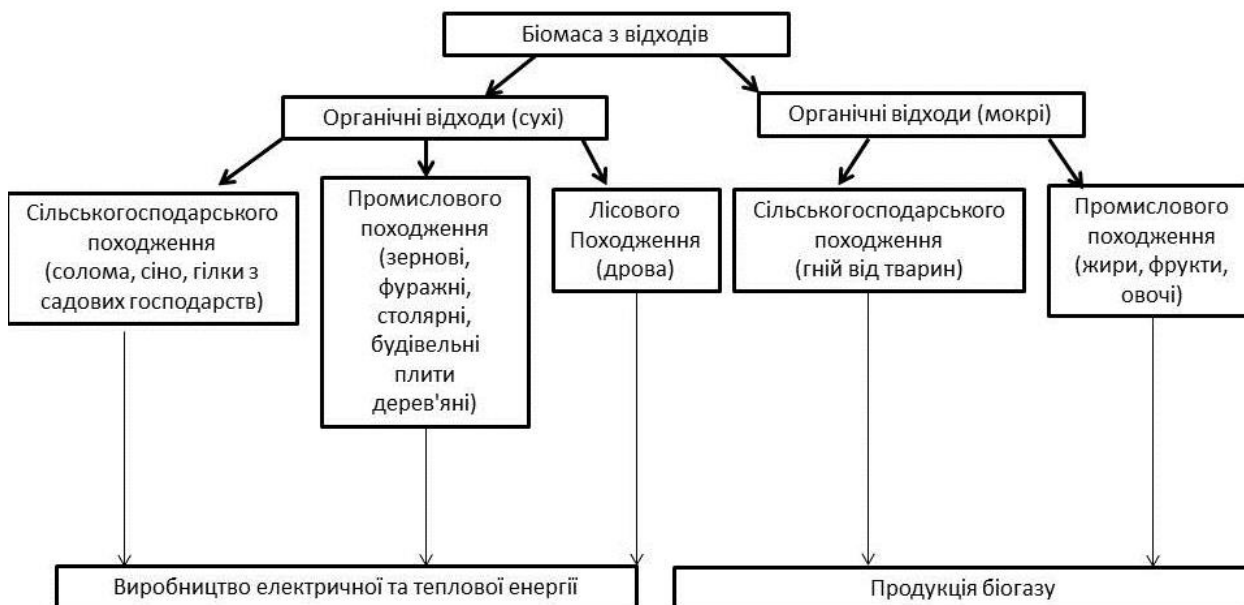 Біомаса з відходів
Органічні відходи (сухі)
Органічні відходи (мокрі)
Сільськогосподарського
походження
(солома, сіно, гілки з
садових господарств)
Промислового
походження
(зернові,
фуражні,
столярні,
будівельні
плити
дерев'яні)
Лісового
Походження
(дрова)
Сільськогосподарського
походження
(гній від тварин)
Промислового
походження
(жири, фрукти,
овочі)
Виробництво електричної та теплової енергії
Продукція біогазу